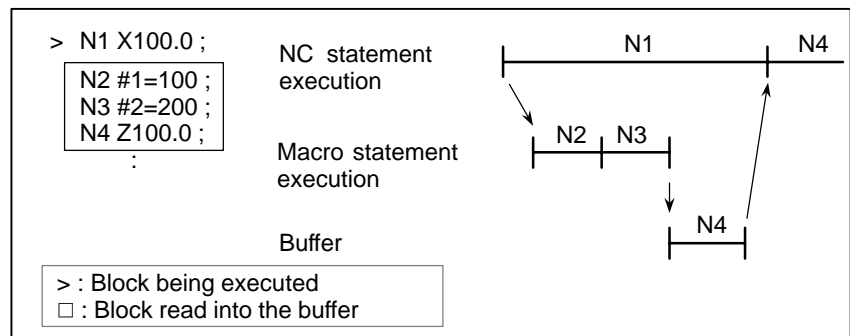 > N1 X100.0 ;
N2 #1=100 ;
N3 #2=200 ;
N4 Z100.0 ;
:
NC statement
execution
N1
N4
Macro statement
execution
N2
N3
Buffer
N4
> : Block being executed
□ : Block read into the buffer